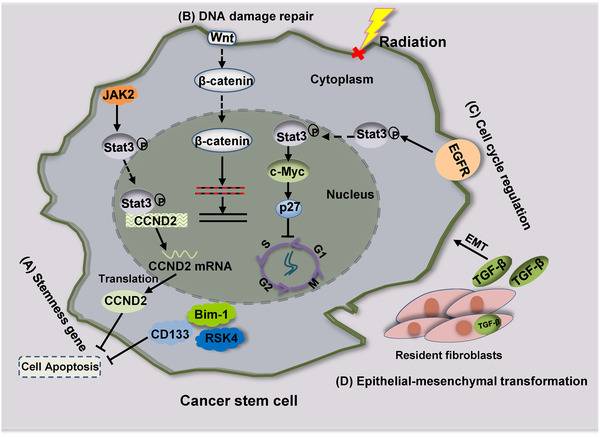 (B) DNA damage repair
Wnt
Radiation
β-catenin
Cytoplasm
JAK2
Stat3 P
β-catenin
Stat3 P
Stat3 P
EGFR
(C) Cell cycle regulation
c-Myc
Nucleus
Stat3 P
CCND2
p27
S
G1
G2
M
CCND2 mRNA
EMT
TGF-β
TGF-β
Translation
CCND2
(A) Stemness gene
Bim-1
CD133
RSK4
TGF-β
Cell Apoptosis
Resident fibroblasts
(D) Epithelial-mesenchymal transformation
Cancer stem cell